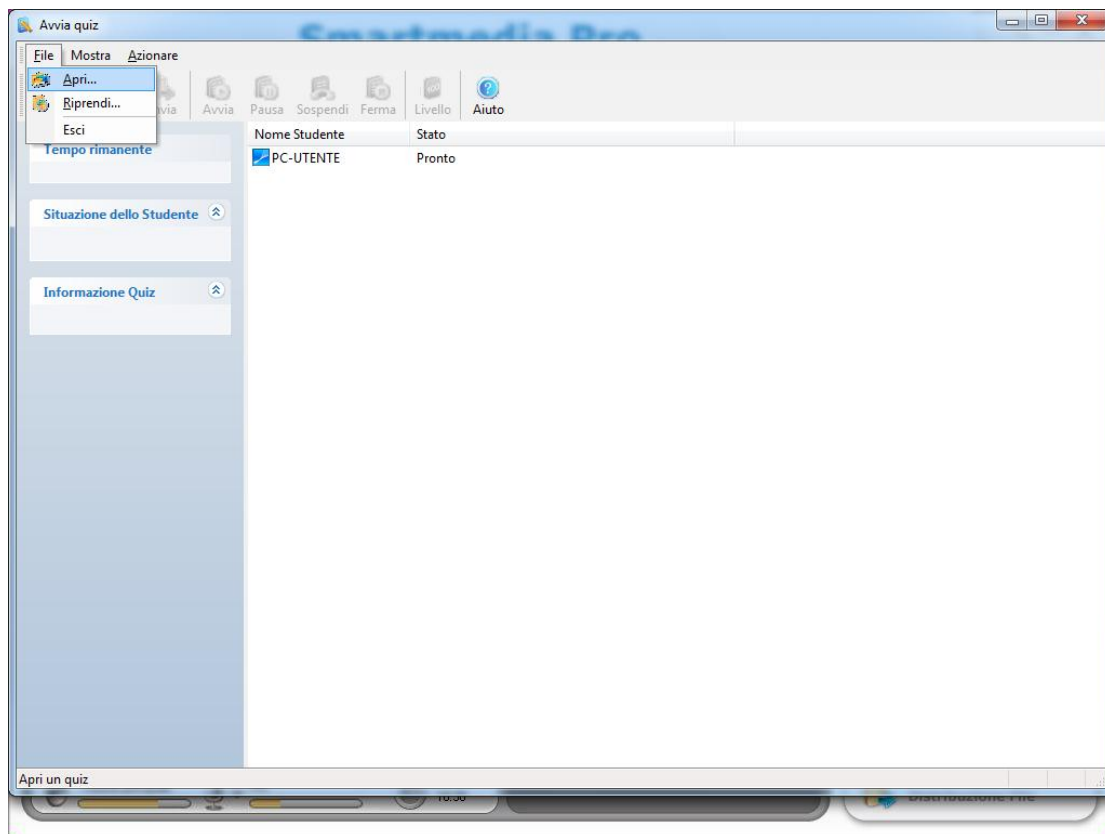 Avvia quiz
Smartmedia Pro
File Mostra Azionare
Apri...
Riprendi...
Esci
Avvia Pausa Sospendi Ferma Livello Aiuto
Nome Studente Stato
Tempo rimanente
PC-UTENTE Pronto
Situazione dello Studente
Informazione Quiz
Apri un quiz
Distribuzione File